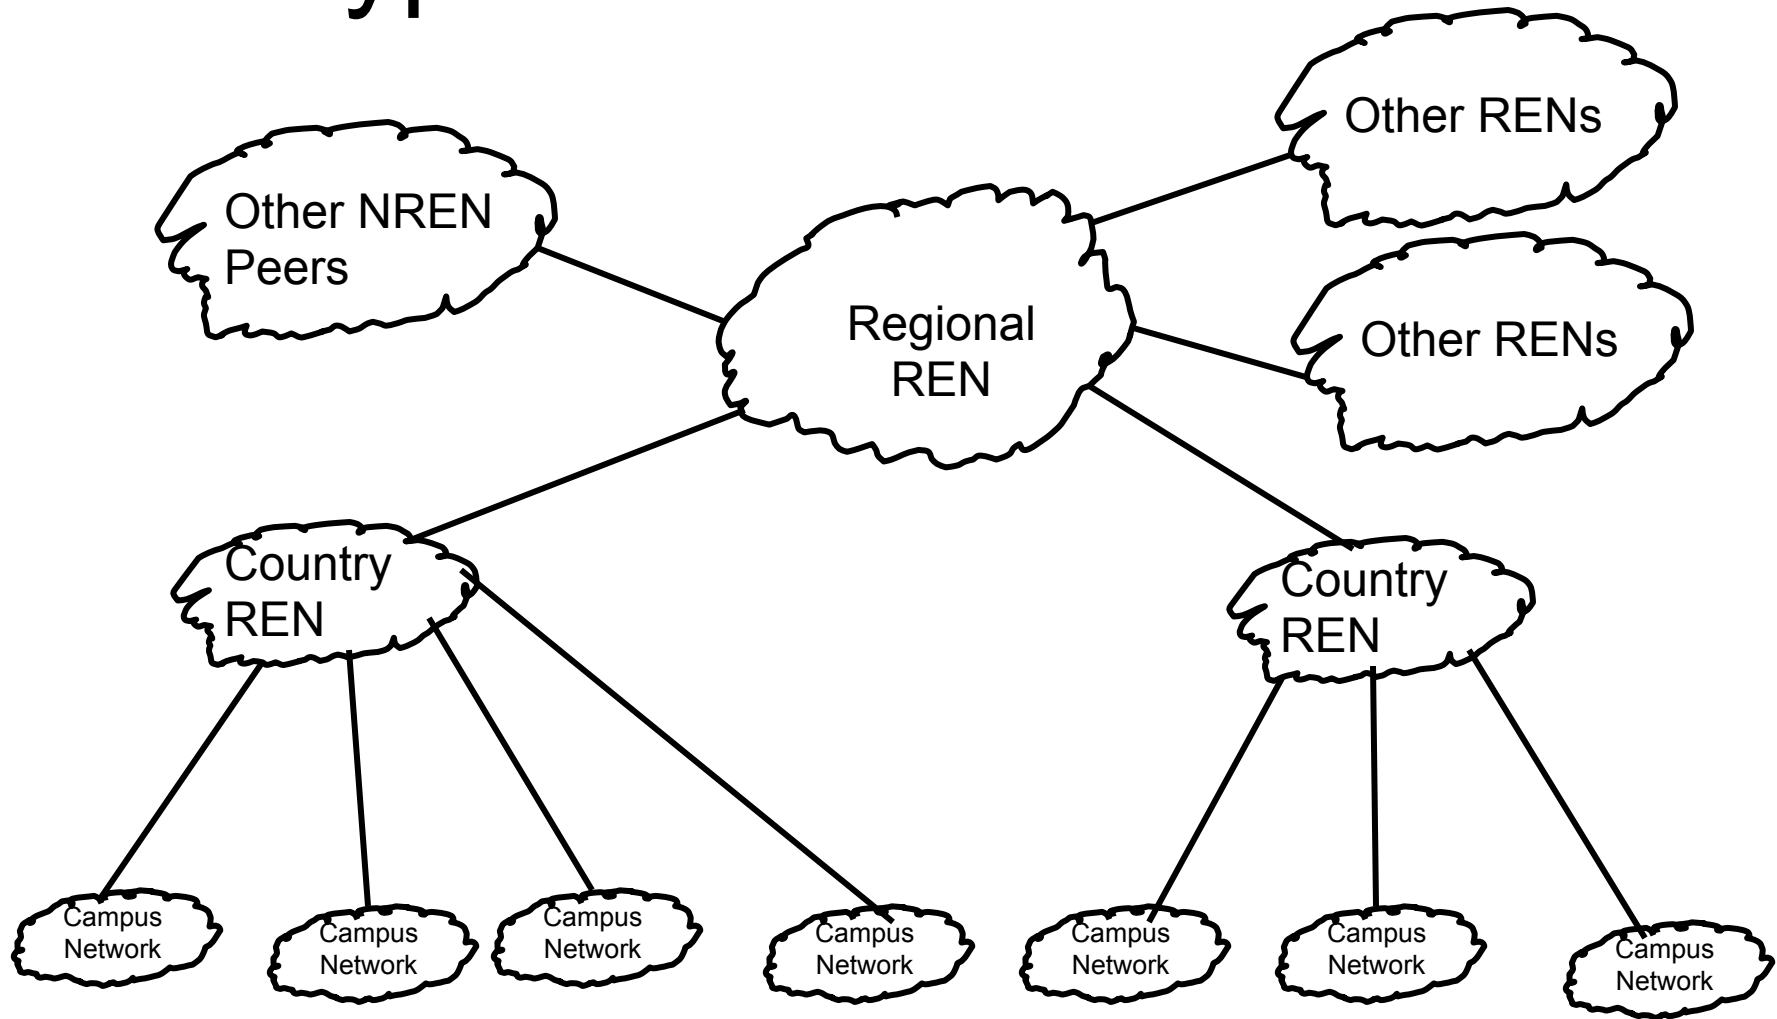 Other RENs
Other NREN
Peers
Regional
REN
Other RENs
Country
REN
Country
REN
Campus
Network
Campus
Network
Campus
Network
Campus
Network
Campus
Network
Campus
Network
Campus
Network